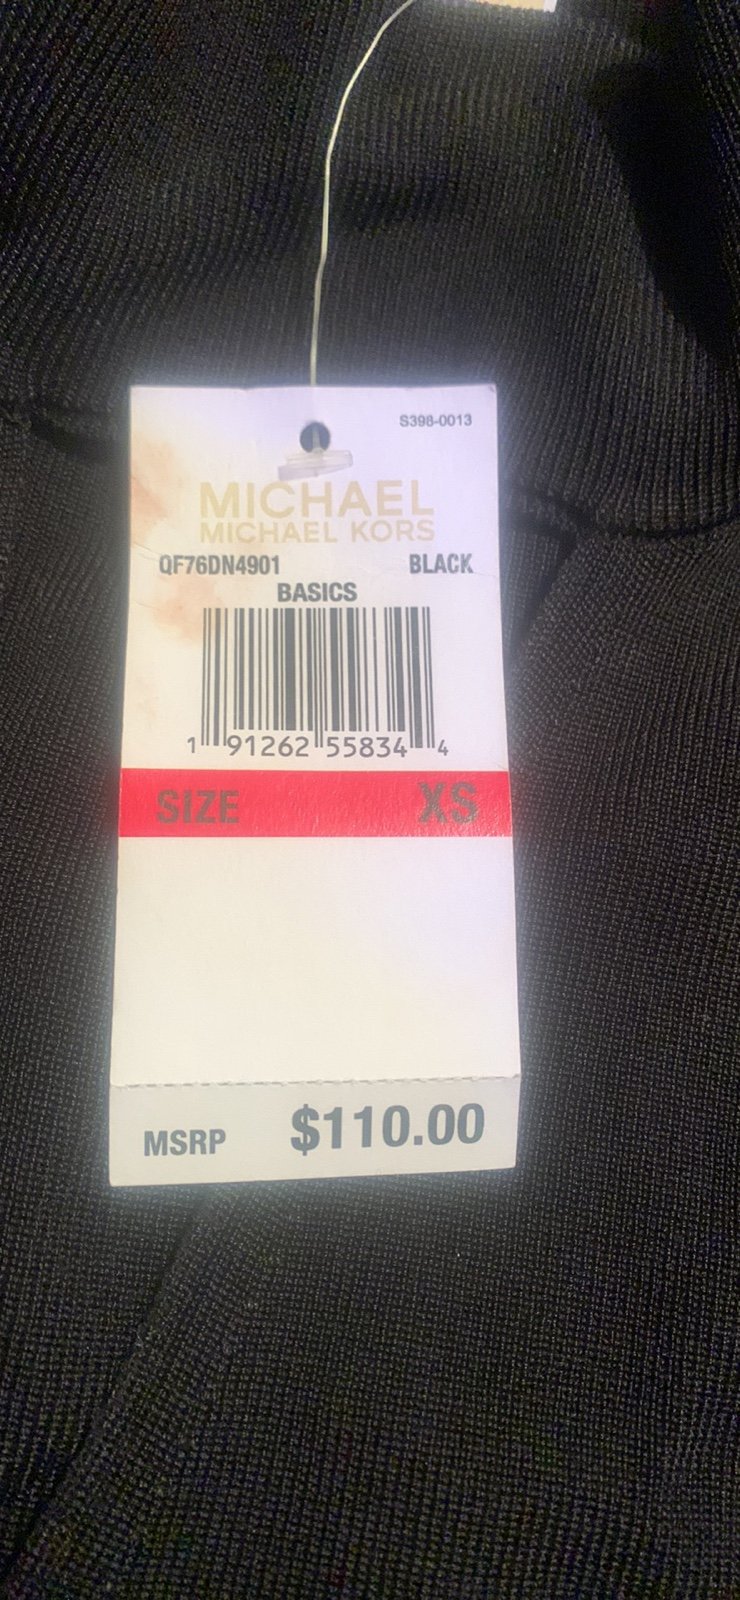 S398-0013
MICHAEL
MICHAEL KORS
QF76DN4901 BLACK
BASICS
1 91262 55834 4
SIZE XS
MSRP $110.00